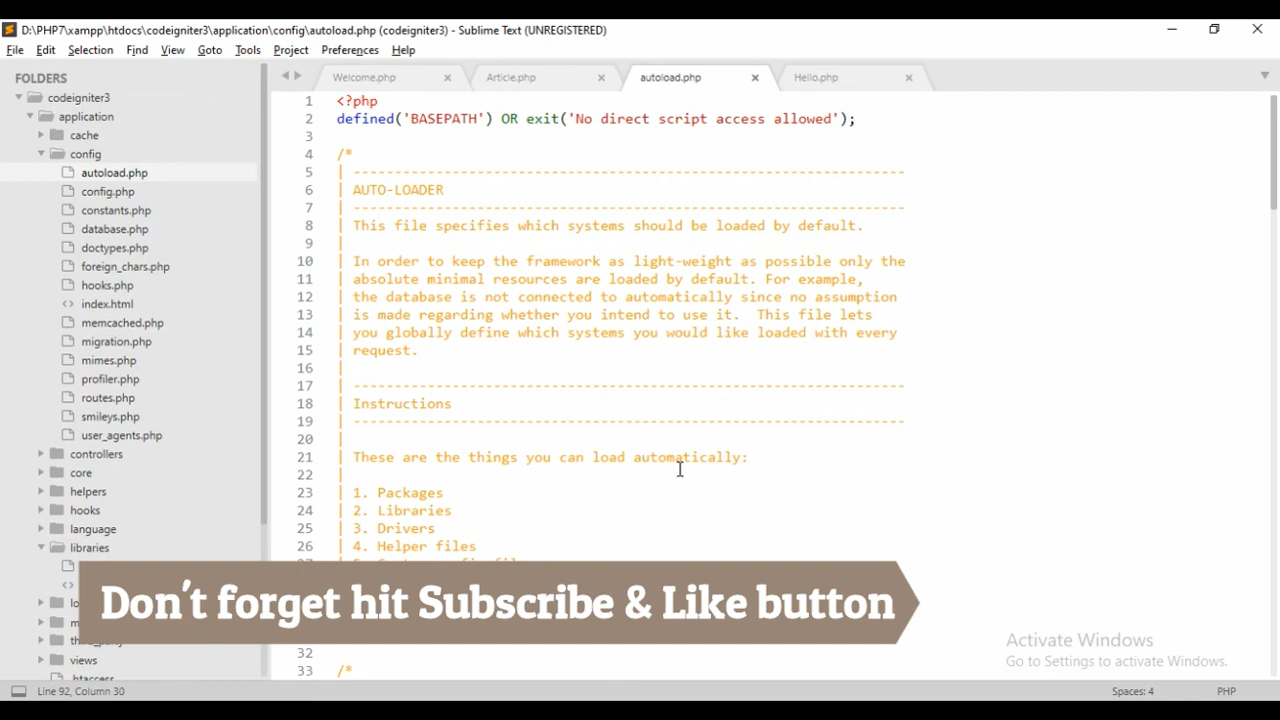 D:\PHP7\xampp\htdocs\codeigniter3\application\config\autoload.php (codeigniter3) - Sublime Text (UNREGISTERED)
File Edit Selection Find View Goto Tools Project Preferences Help
FOLDERS
codeigniter3
application
cache
config
autoload.php
config.php
constants.php
database.php
doctypes.php
foreign_chars.php
hooks.php
index.html
memcached.php
migration.php
mimes.php
profiler.php
routes.php
smileys.php
user_agents.php
controllers
core
helpers
hooks
language
libraries
views
.htaccess
Welcome.php Article.php autoload.php Hello.php
1 <?php
2 defined('BASEPATH') OR exit('No direct script access allowed');
3
4 /*
5 | -------------------------------------------------------------------
6 | AUTO-LOADER
7 | -------------------------------------------------------------------
8 | This file specifies which systems should be loaded by default.
9 |
10 | In order to keep the framework as light-weight as possible only the
11 | absolute minimal resources are loaded by default. For example,
12 | the database is not connected to automatically since no assumption
13 | is made regarding whether you intend to use it.  This file lets
14 | you globally define which systems you would like loaded with every
15 | request.
16 |
17 | -------------------------------------------------------------------
18 | Instructions
19 | -------------------------------------------------------------------
20 |
21 | These are the things you can load automatically:
22 |
23 | 1. Packages
24 | 2. Libraries
25 | 3. Drivers
26 | 4. Helper files
32
33 /*
Don't forget hit Subscribe & Like button
Activate Windows
Go to Settings to activate Windows.
Line 92, Column 30
Spaces: 4
PHP